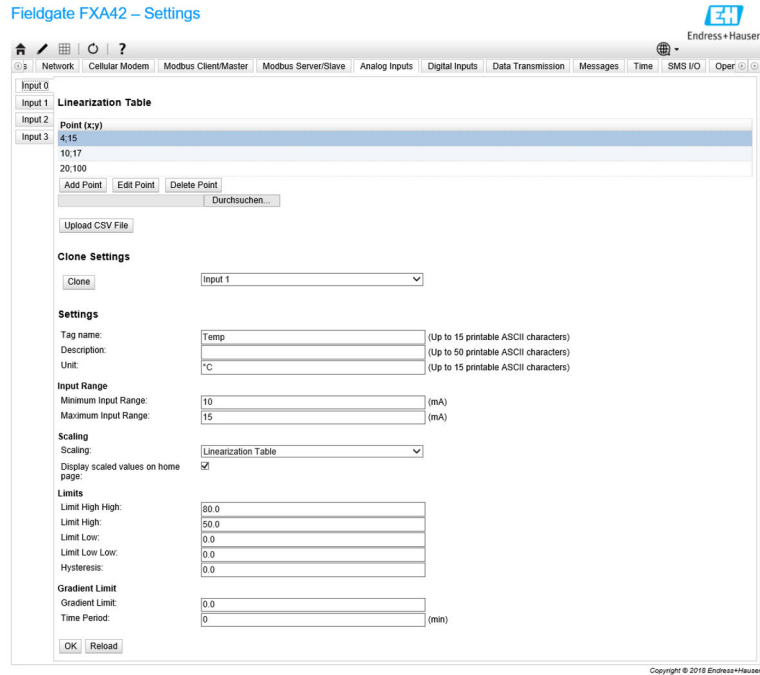 Fieldgate FXA42 – Settings
EH
Endress+Hauser
?
s Network Cellular Modem Modbus Client/Master Modbus Server/Slave Analog Inputs Digital Inputs Data Transmission Messages Time SMS I/O Oper
Input 0
Input 1
Input 2
Input 3
Linearization Table
Point (x;y)
4;15
10;17
20;100
Add Point Edit Point Delete Point
Durchsuchen...
Upload CSV File
Clone Settings
Clone Input 1
Settings
Tag name: Temp (Up to 15 printable ASCII characters)
Description: (Up to 50 printable ASCII characters)
Unit: °C (Up to 15 printable ASCII characters)
Input Range
Minimum Input Range: 10 (mA)
Maximum Input Range: 15 (mA)
Scaling
Scaling: Linearization Table
Display scaled values on home
page:
Limits
Limit High High: 80.0
Limit High: 50.0
Limit Low: 0.0
Limit Low Low: 0.0
Hysteresis: 0.0
Gradient Limit
Gradient Limit: 0.0
Time Period: 0 (min)
OK Reload
Copyright © 2018 Endress+Hauser